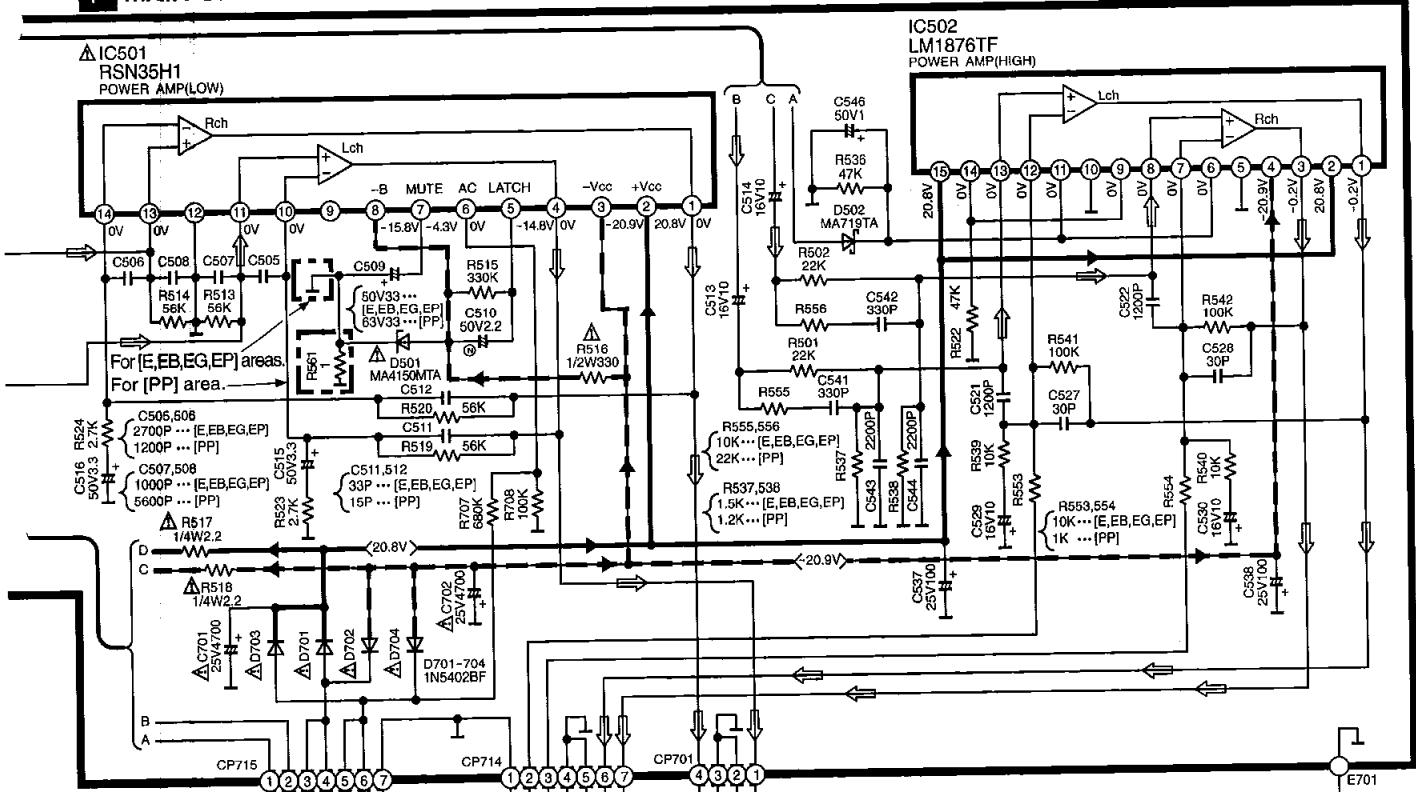 IC501
RSN35H1
POWER AMP(LOW)
IC502
LM1876TF
POWER AMP(HIGH)
Rch
Lch
-B MUTE AC LATCH
-Vcc +Vcc
14 13 12 11 10 9 8 7 6 5 4 3 2 1
0V 0V 0V 0V 0V -15.8V -4.3V 0V -14.8V 0V -20.9V 20.8V 0V
B C A
C546
50V1
R536
47K
D502
MA719TA
C514
16V10
C513
16V10
Lch
Rch
15 14 13 12 11 10 9 8 7 6 5 4 3 2 1
20.8V 0V 0V 0V 0V 0V 0V 0V 0V -20.9V -0.2V 20.8V -0.2V
C506 C508 C507 C505
R514
56K
R513
56K
C509
50V33 ···
[E,EB,EG,EP]
63V33 ··· [PP]
R515
330K
C510
50V2.2
N
R561
1
D501
MA4150MTA
R516
1/2W330
For [E,EB,EG,EP] areas.
For [PP] area.
C512
R520 56K
C511
R519 56K
R524
2.7K
C516
50V3.3
C505,506
2700P ··· [E,EB,EG,EP]
1200P ··· [PP]
C507,508
1000P ··· [E,EB,EG,EP]
5600P ··· [PP]
C515
50V3.3
R523
2.7K
C511,512
33P ··· [E,EB,EG,EP]
15P ··· [PP]
R707
680K
R708
100K
R502
22K
R556
C542
330P
R501
22K
R555
C541
330P
R555,556
10K ··· [E,EB,EG,EP]
22K ··· [PP]
R537,538
1.5K ··· [E,EB,EG,EP]
1.2K ··· [PP]
R537
2200P
C543
R538
2200P
C544
47K
R522
C521
1200P
R541
100K
C527
30P
C522
1200P
R542
100K
C528
30P
R539
10K
C529
16V10
R553
R553,554
10K ··· [E,EB,EG,EP]
1K ··· [PP]
R554
R540
10K
C530
16V10
R517
1/4W2.2
D
C
20.8V
-20.9V
R518
1/4W2.2
C702
25V4700
C537
25V100
C538
25V100
C701
25V4700
D703
D701
D702
D704
D701-704
1N5402BF
B
A
CP715
1 2 3 4 5 6 7
CP714
1 2 3 4 5 6 7
CP701
4 3 2 1
E701